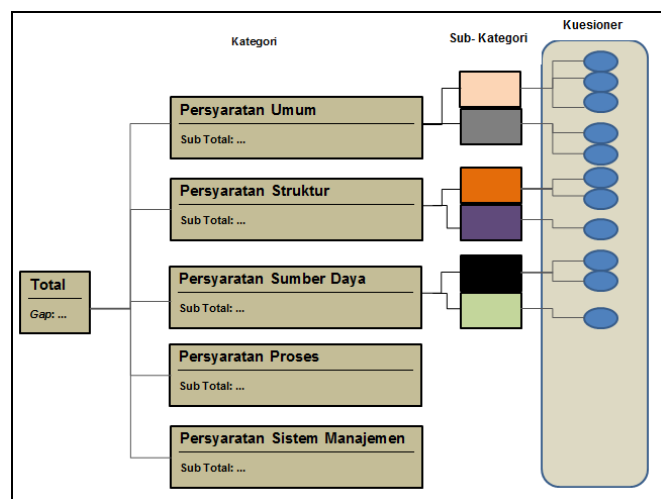 Kategori
Sub- Kategori
Kuesioner
Persyaratan Umum
Sub Total: ...
Persyaratan Struktur
Sub Total: ...
Total
Gap: ...
Persyaratan Sumber Daya
Sub Total: ...
Persyaratan Proses
Sub Total: ...
Persyaratan Sistem Manajemen
Sub Total: ...